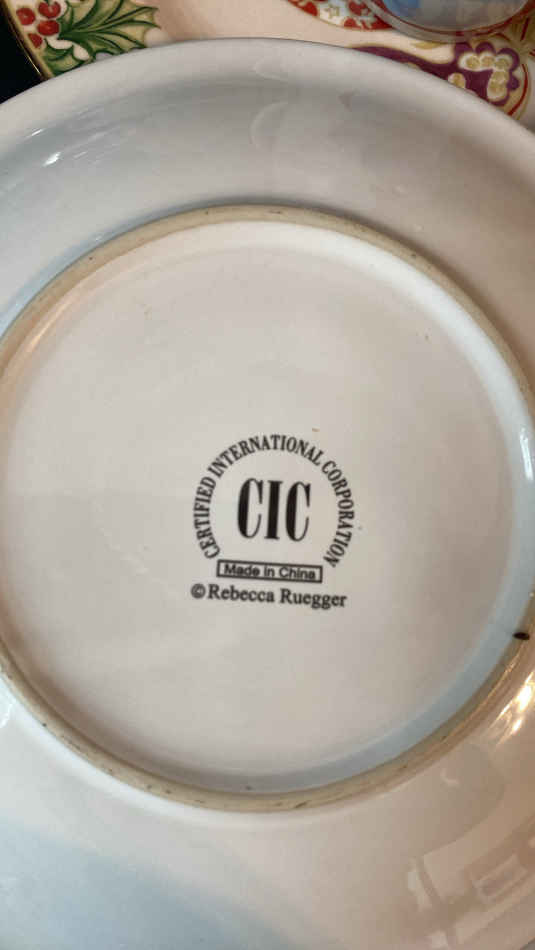 CERTIFIED INTERNATIONAL CORPORATION
CIC
Made in China
©Rebecca Ruegger